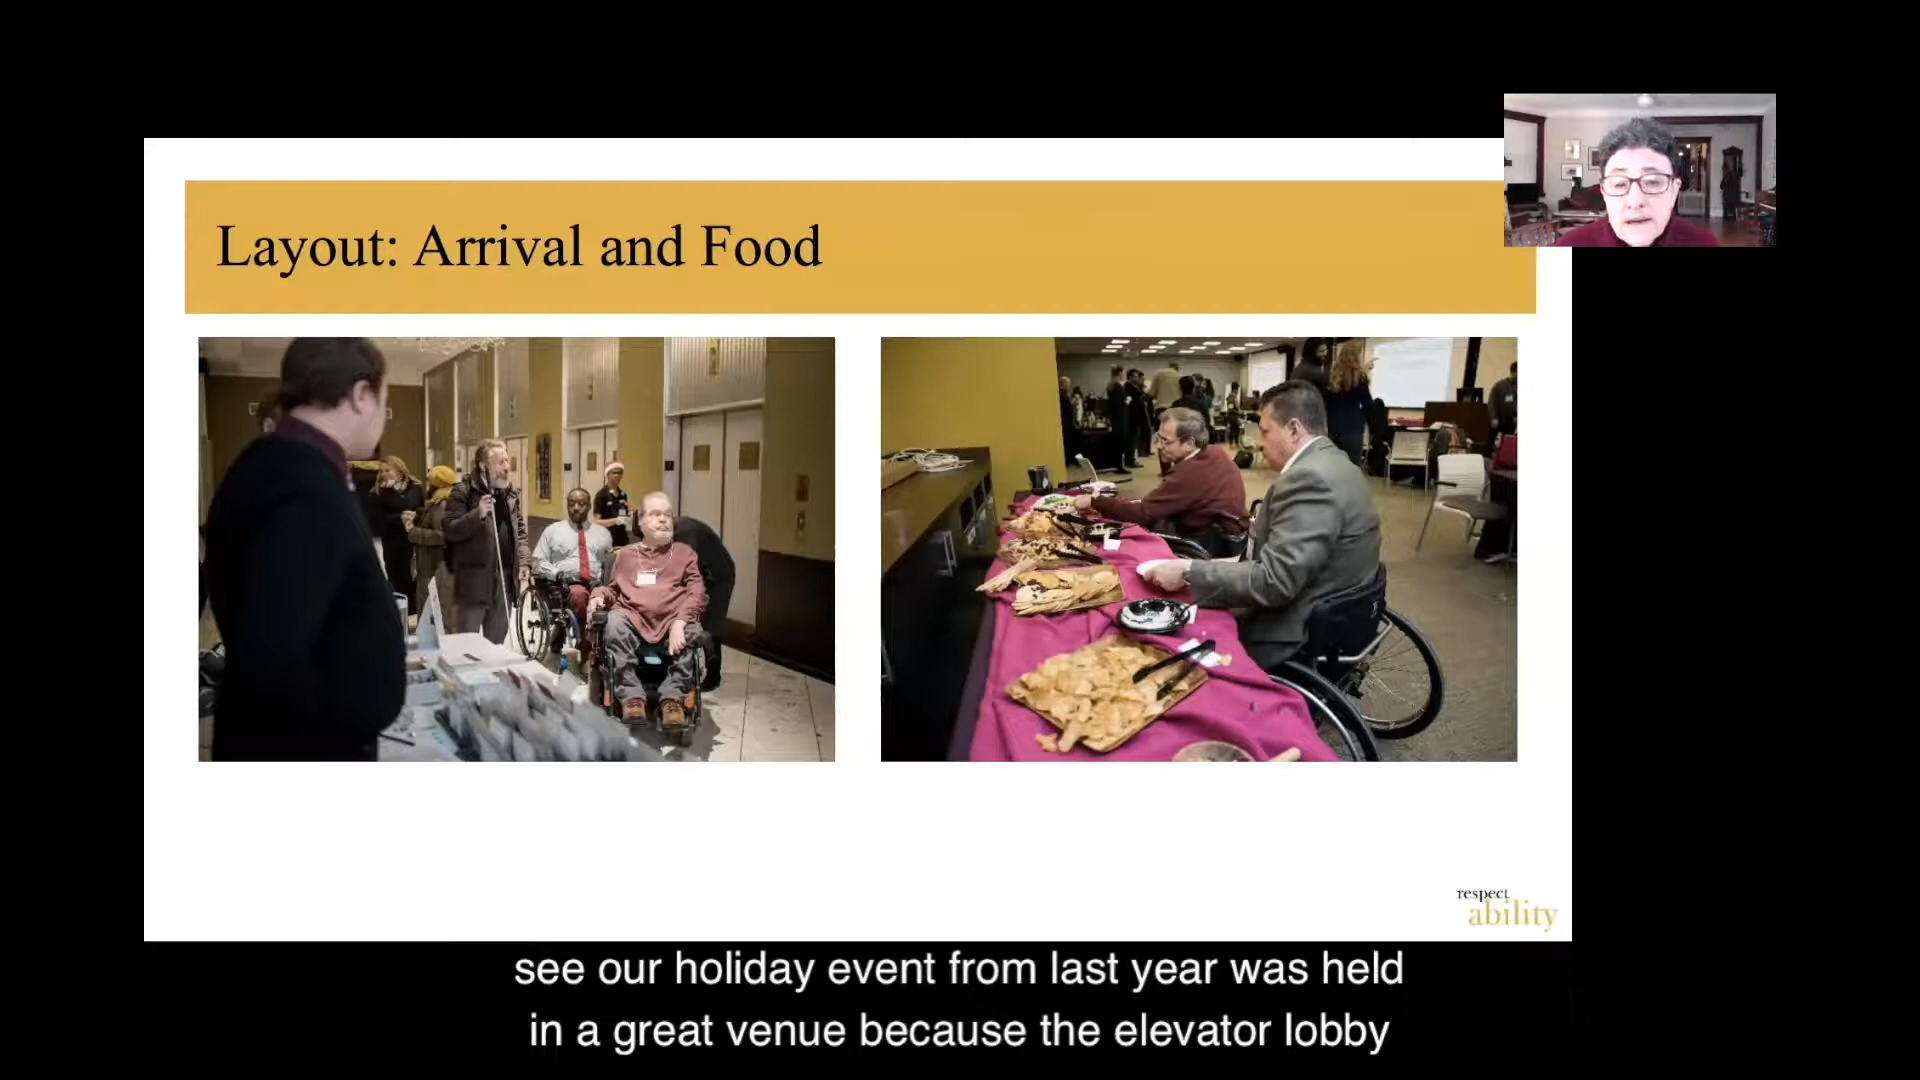 Layout: Arrival and Food
respect
ability
see our holiday event from last year was held
in a great venue because the elevator lobby